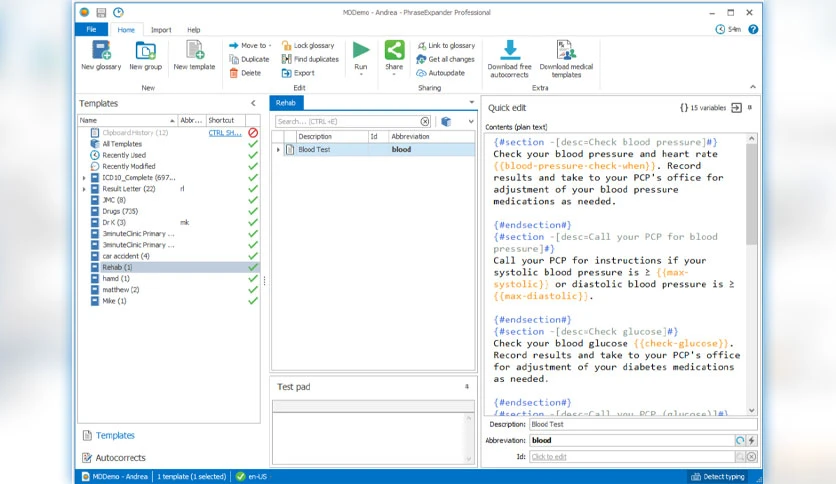 MDDemo - Andrea - PhraseExpander Professional
File
Home
Import
Help
54m
New glossary
New group
New template
Move to
Duplicate
Delete
Lock glossary
Find duplicates
Export
Run
Share
Link to glossary
Get all changes
Autoupdate
Download free autocorrects
Download medical templates
New
Edit
Sharing
Extra
Templates
Name
Abbr...
Shortcut
Clipboard History (12)
CTRL SH...
All Templates
Recently Used
Recently Modified
ICD10_Complete (697...
Result Letter (22)
rl
JMC (8)
Drugs (735)
Dr K (3)
mk
3minuteClinic Primary ...
3minuteClinic Primary ...
car accident (4)
Rehab (1)
hamd (1)
matthew (2)
Mike (1)
Templates
Autocorrects
Rehab
Search... (CTRL +E)
Description
Id
Abbreviation
Blood Test
blood
Test pad
Quick edit
{} 15 variables
Contents (plain text)
{#section -[desc=Check blood pressure]#}
Check your blood pressure and heart rate
{{blood-pressure-check-when}}. Record
results and take to your PCP's office for
adjustment of your blood pressure
medications as needed.
{#endsection#}
{#section -[desc=Call your PCP for blood
pressure]#}
Call your PCP for instructions if your
systolic blood pressure is ≥ {{max-
systolic}} or diastolic blood pressure is ≥
{{max-diastolic}}.
{#endsection#}
{#section -[desc=Check glucose]#}
Check your blood glucose {{check-glucose}}.
Record results and take to your PCP's office
for adjustment of your diabetes medications
as needed.
{#endsection#}
{#section -[desc=Call you PCP (glucose)]#}
Description:
Blood Test
Abbreviation:
blood
Id:
Click to edit
MDDemo - Andrea
1 template (1 selected)
en-US
Detect typing